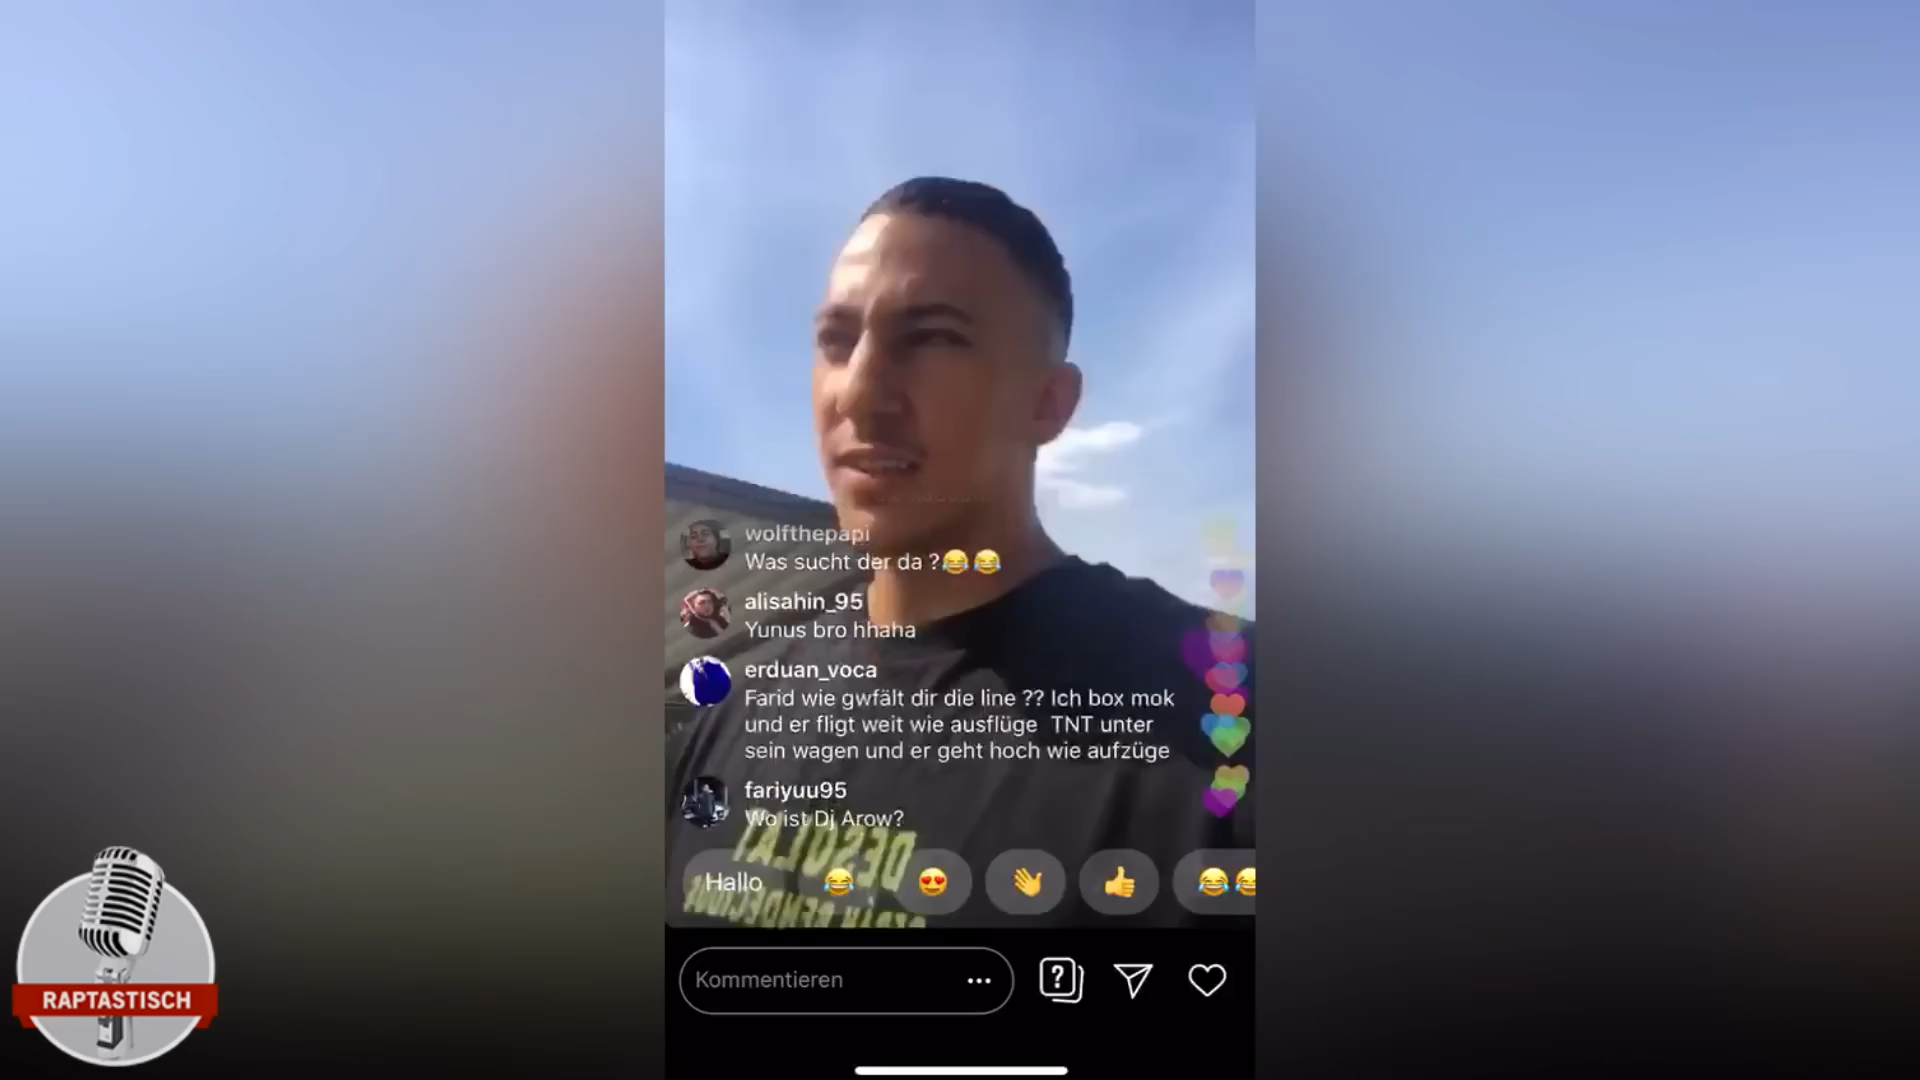 wolfthepapi
Was sucht der da ?😂😂
alisahin_95
Yunus bro hhaha
erduan_voca
Farid wie gwfält dir die line ?? Ich box mok
und er fligt weit wie ausflüge TNT unter
sein wagen und er geht hoch wie aufzüge
fariyuu95
Wo ist Dj Arow?
DESOLAT
Hallo 😂 😍 👋 👍 😂😂
Kommentieren
RAPTASTISCH